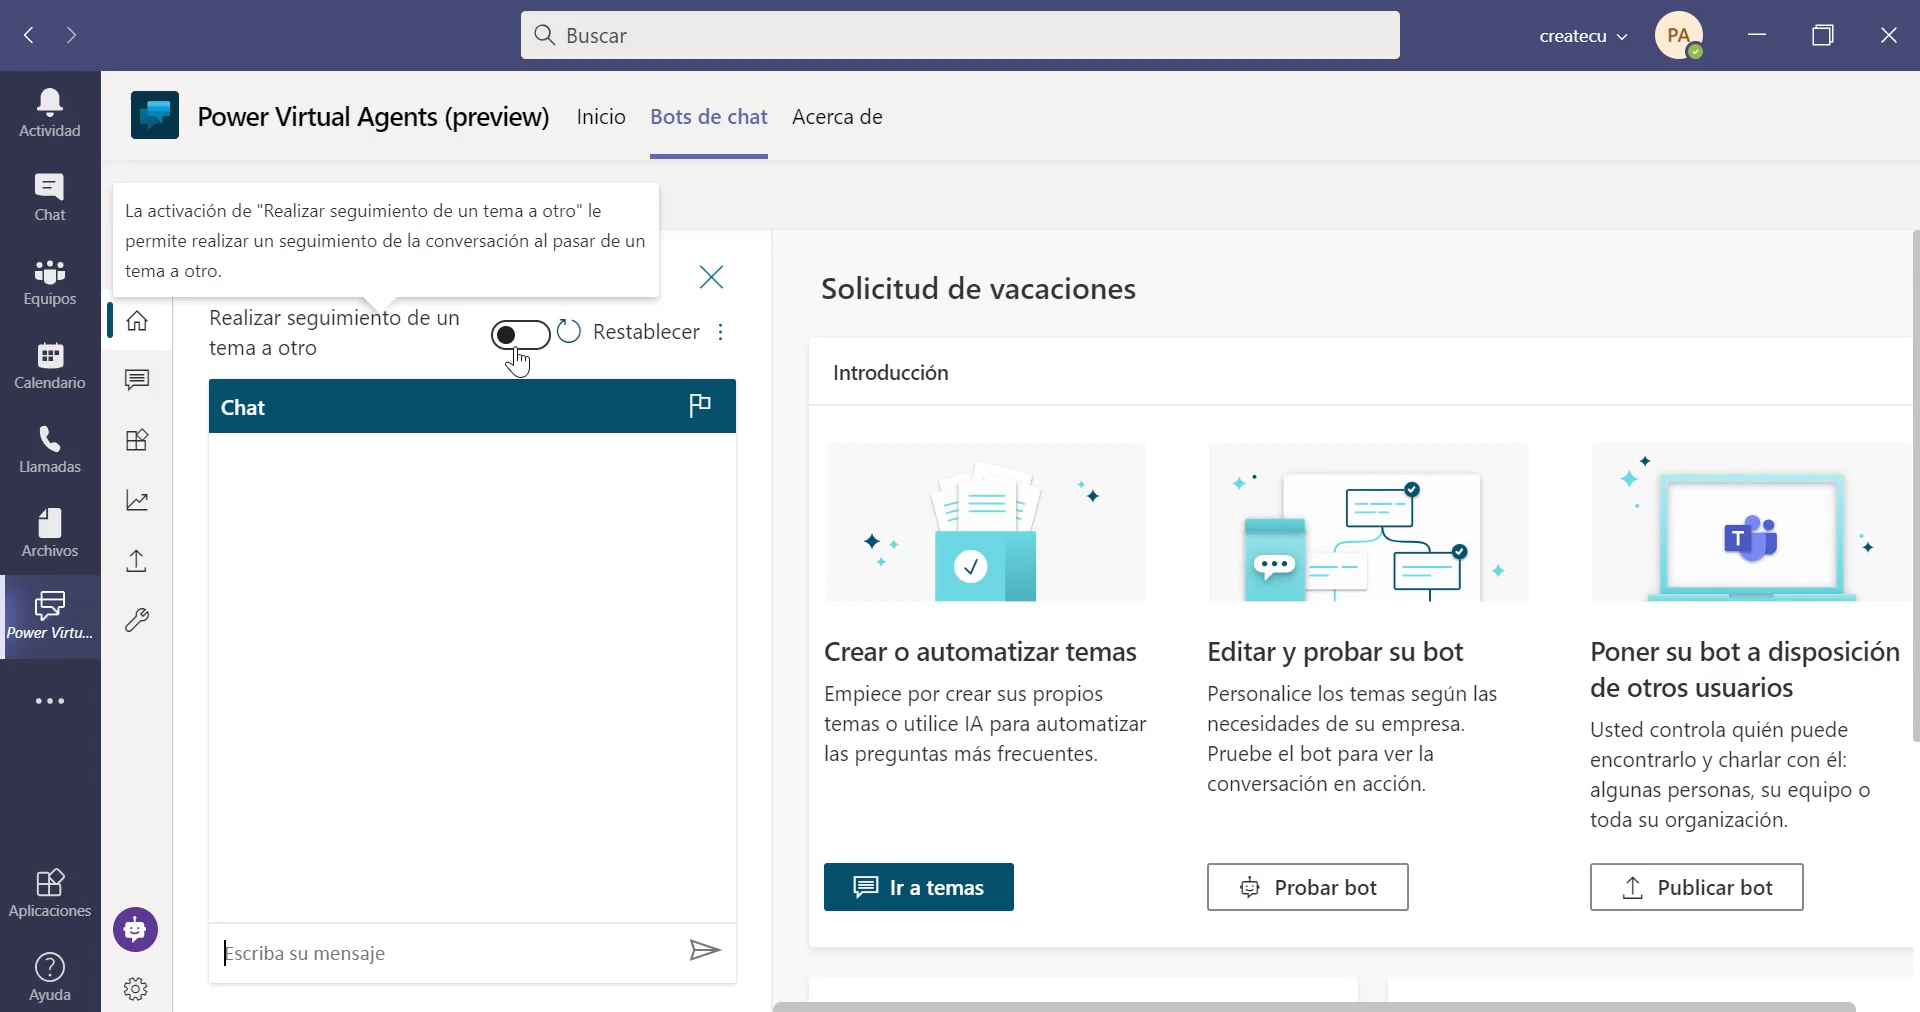 Buscar
createcu
PA
Actividad
Chat
Equipos
Calendario
Llamadas
Archivos
Power Virtu...
Aplicaciones
Ayuda
Power Virtual Agents (preview)
Inicio
Bots de chat
Acerca de
La activación de "Realizar seguimiento de un tema a otro" le
permite realizar un seguimiento de la conversación al pasar de un
tema a otro.
Realizar seguimiento de un
tema a otro
Restablecer
Chat
Escriba su mensaje
Solicitud de vacaciones
Introducción
T
Crear o automatizar temas
Empiece por crear sus propios
temas o utilice IA para automatizar
las preguntas más frecuentes.
Ir a temas
Editar y probar su bot
Personalice los temas según las
necesidades de su empresa.
Pruebe el bot para ver la
conversación en acción.
Probar bot
Poner su bot a disposición
de otros usuarios
Usted controla quién puede
encontrarlo y charlar con él:
algunas personas, su equipo o
toda su organización.
Publicar bot